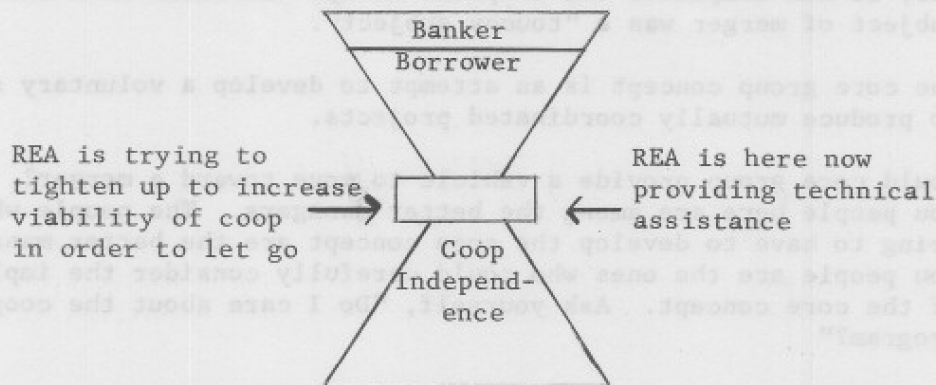 Banker
Borrower
REA is trying to
tighten up to increase
viability of coop,
in order to let go
REA is here now
providing technical
assistance
Coop
Independ-
ence